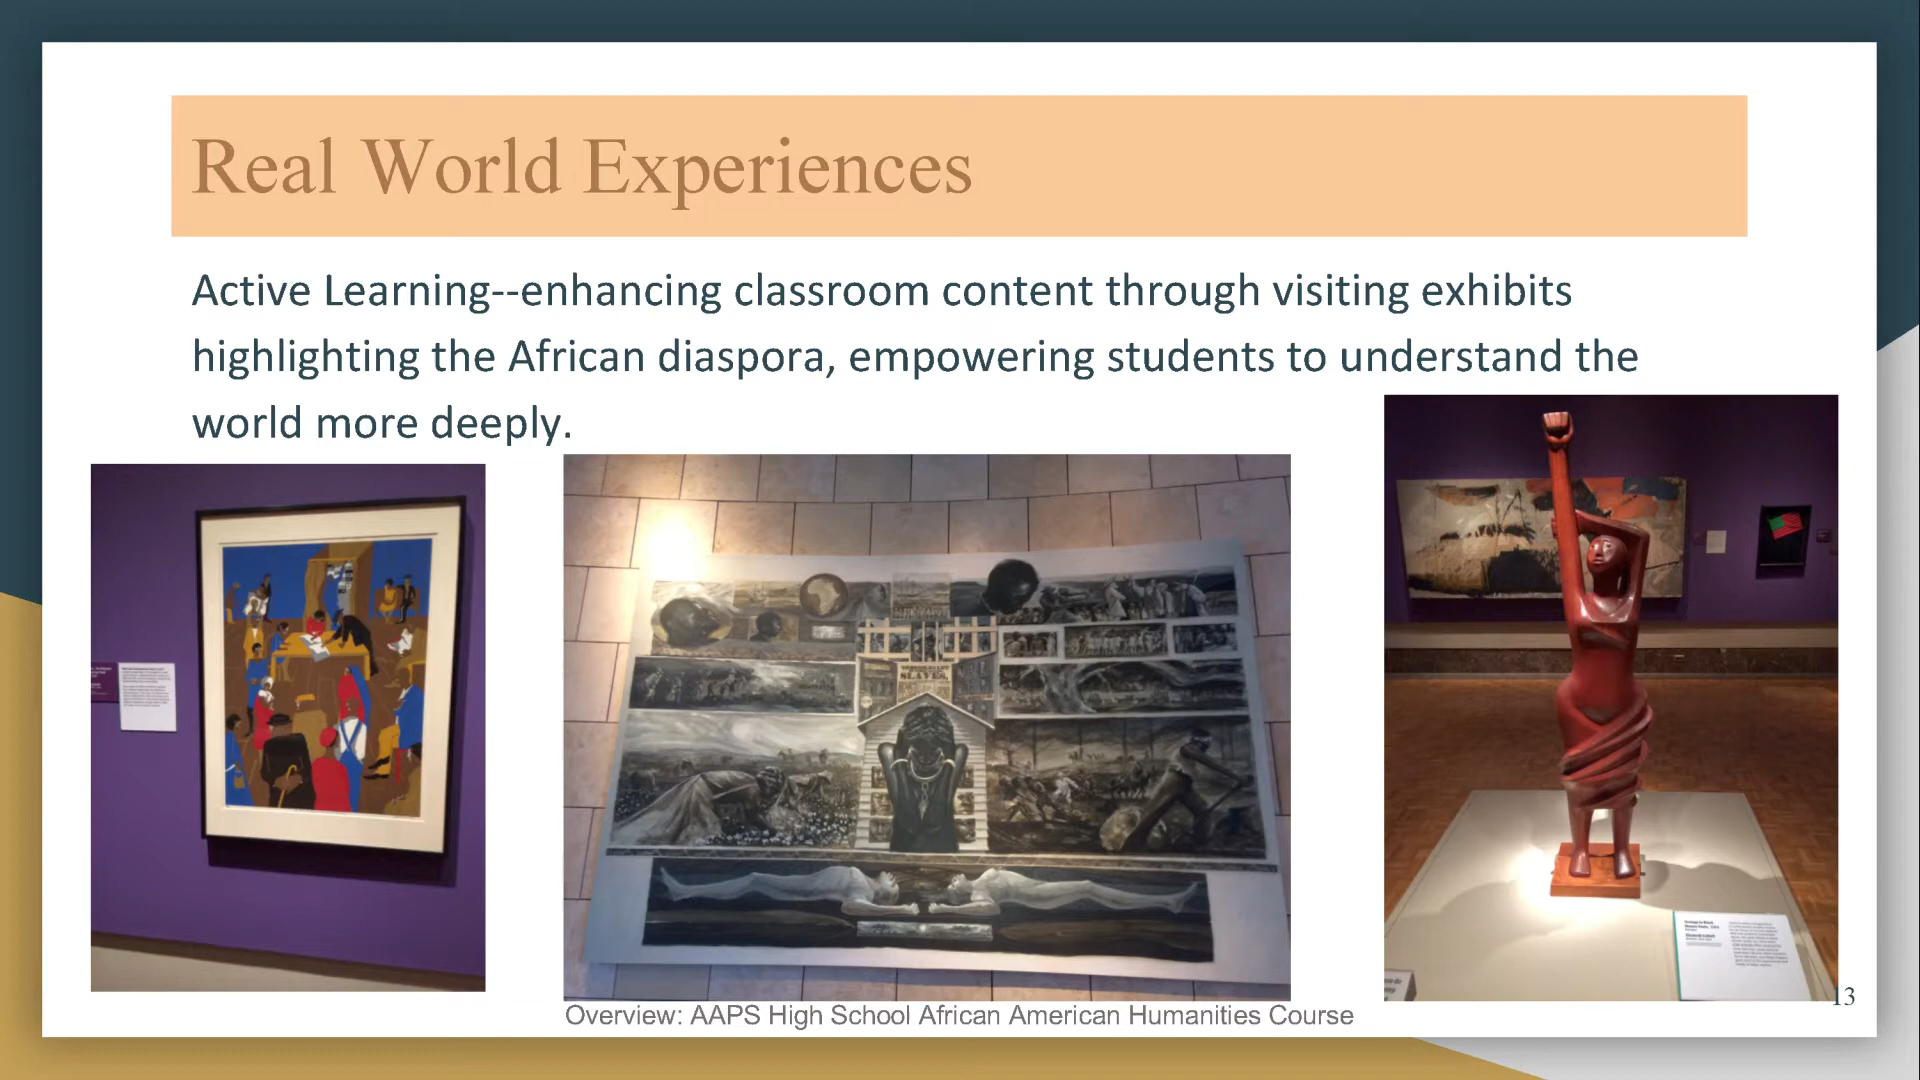 Real World Experiences
Active Learning--enhancing classroom content through visiting exhibits
highlighting the African diaspora, empowering students to understand the
world more deeply.
SLAVES,
Overview: AAPS High School African American Humanities Course
13